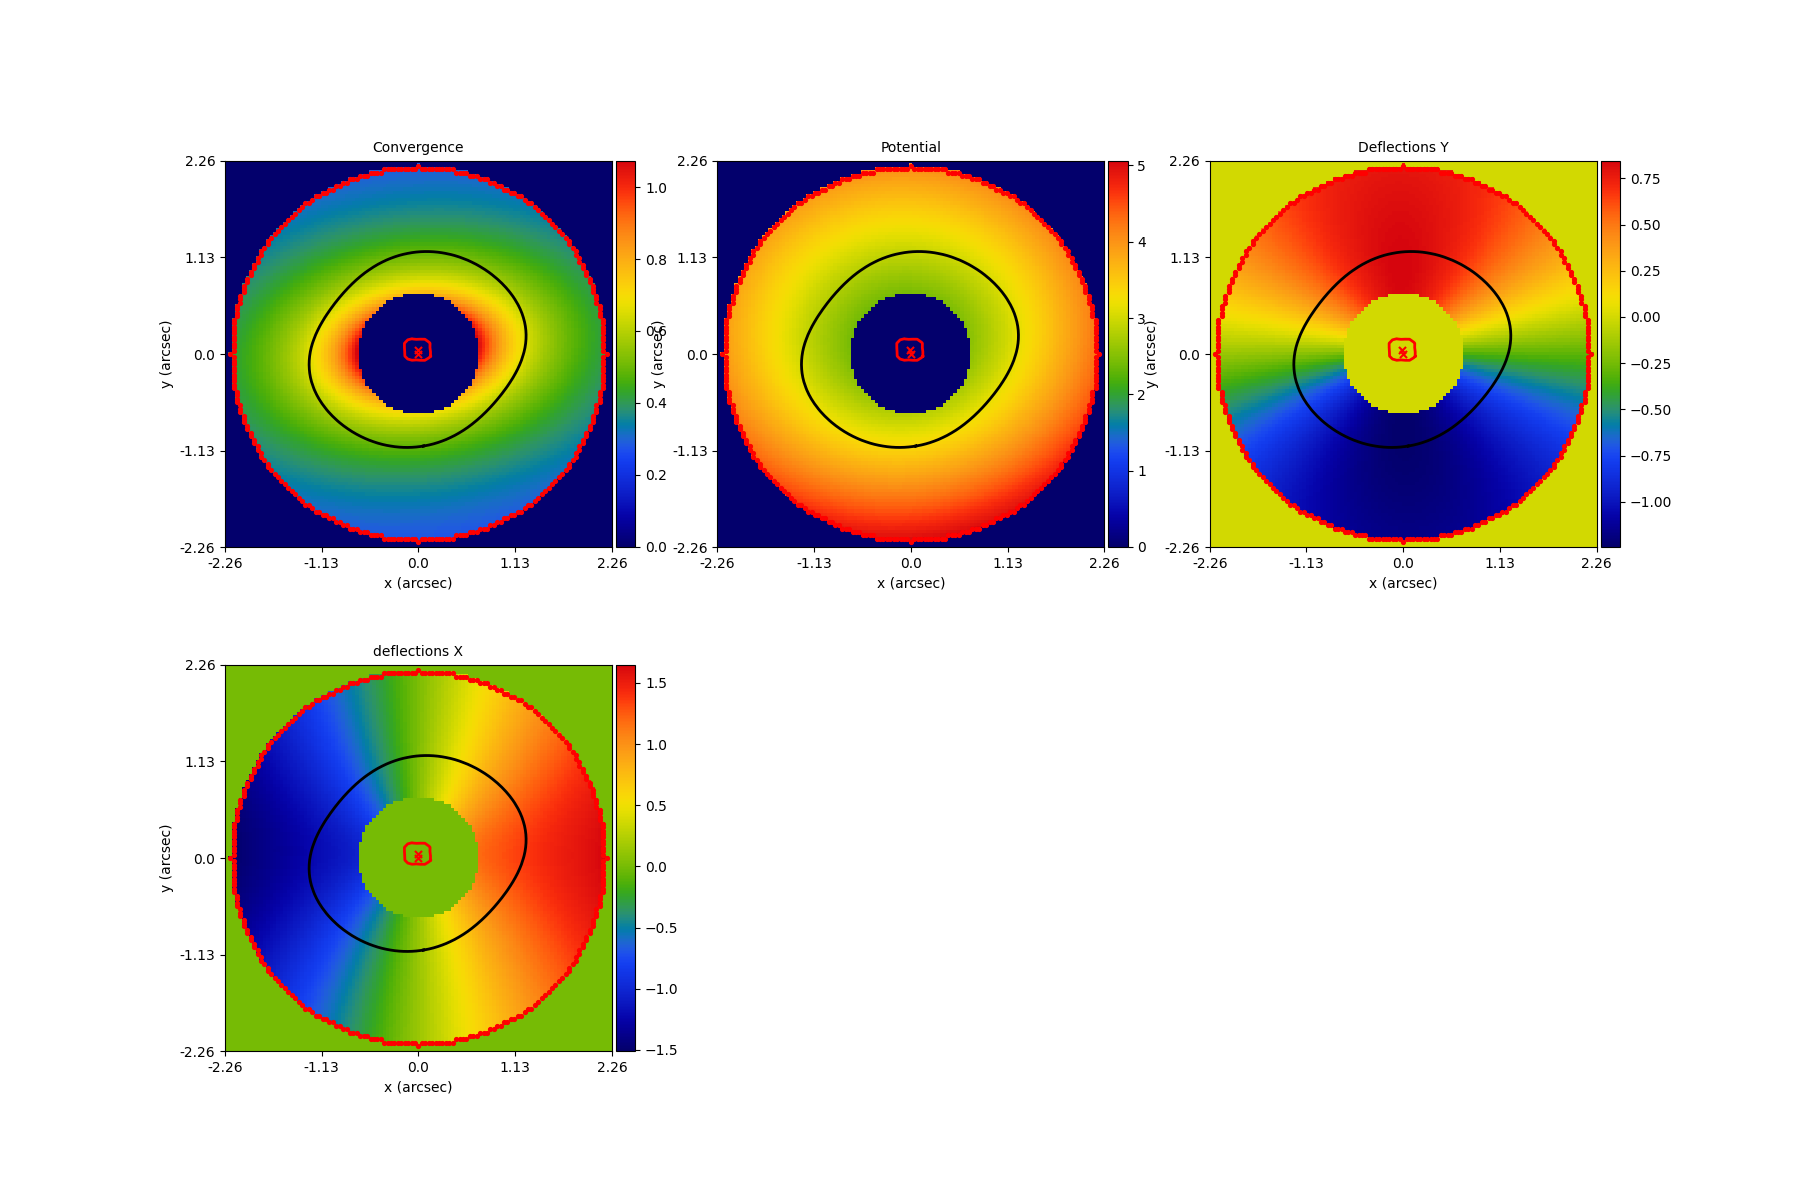 Convergence
2.26
1.13
0.0
-1.13
-2.26
y (arcsec)
-2.26 -1.13 0.0 1.13 2.26
x (arcsec)
1.0
0.8
0.6
0.4
0.2
0.0
Potential
2.26
1.13
0.0
-1.13
-2.26
y (arcsec)
-2.26 -1.13 0.0 1.13 2.26
x (arcsec)
5
4
3
2
1
0
Deflections Y
2.26
1.13
0.0
-1.13
-2.26
y (arcsec)
-2.26 -1.13 0.0 1.13 2.26
x (arcsec)
0.75
0.50
0.25
0.00
−0.25
−0.50
−0.75
−1.00
deflections X
2.26
1.13
0.0
-1.13
-2.26
y (arcsec)
-2.26 -1.13 0.0 1.13 2.26
x (arcsec)
1.5
1.0
0.5
0.0
−0.5
−1.0
−1.5